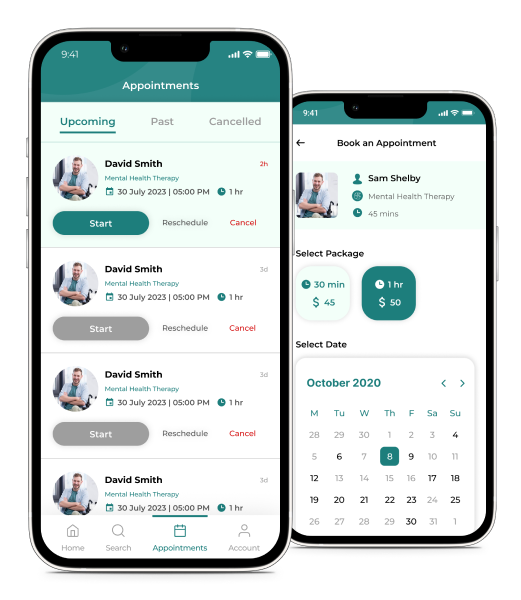 9:41
Appointments
Upcoming Past Cancelled
David Smith 2h
Mental Health Therapy
30 July 2023 | 05:00 PM 1 hr
Start Reschedule Cancel
David Smith 3d
Mental Health Therapy
30 July 2023 | 05:00 PM 1 hr
Start Reschedule Cancel
David Smith 3d
Mental Health Therapy
30 July 2023 | 05:00 PM 1 hr
Start Reschedule Cancel
David Smith 3d
Mental Health Therapy
30 July 2023 | 05:00 PM 1 hr
Home Search Appointments Account
9:41
Book an Appointment
Sam Shelby
Mental Health Therapy
45 mins
Select Package
30 min 1 hr
$ 45 $ 50
Select Date
October 2020
M Tu W Th F Sa Su
28 29 30 1 2 3 4
5 6 7 8 9 10 11
12 13 14 15 16 17 18
19 20 21 22 23 24 25
26 27 28 29 30 31 1